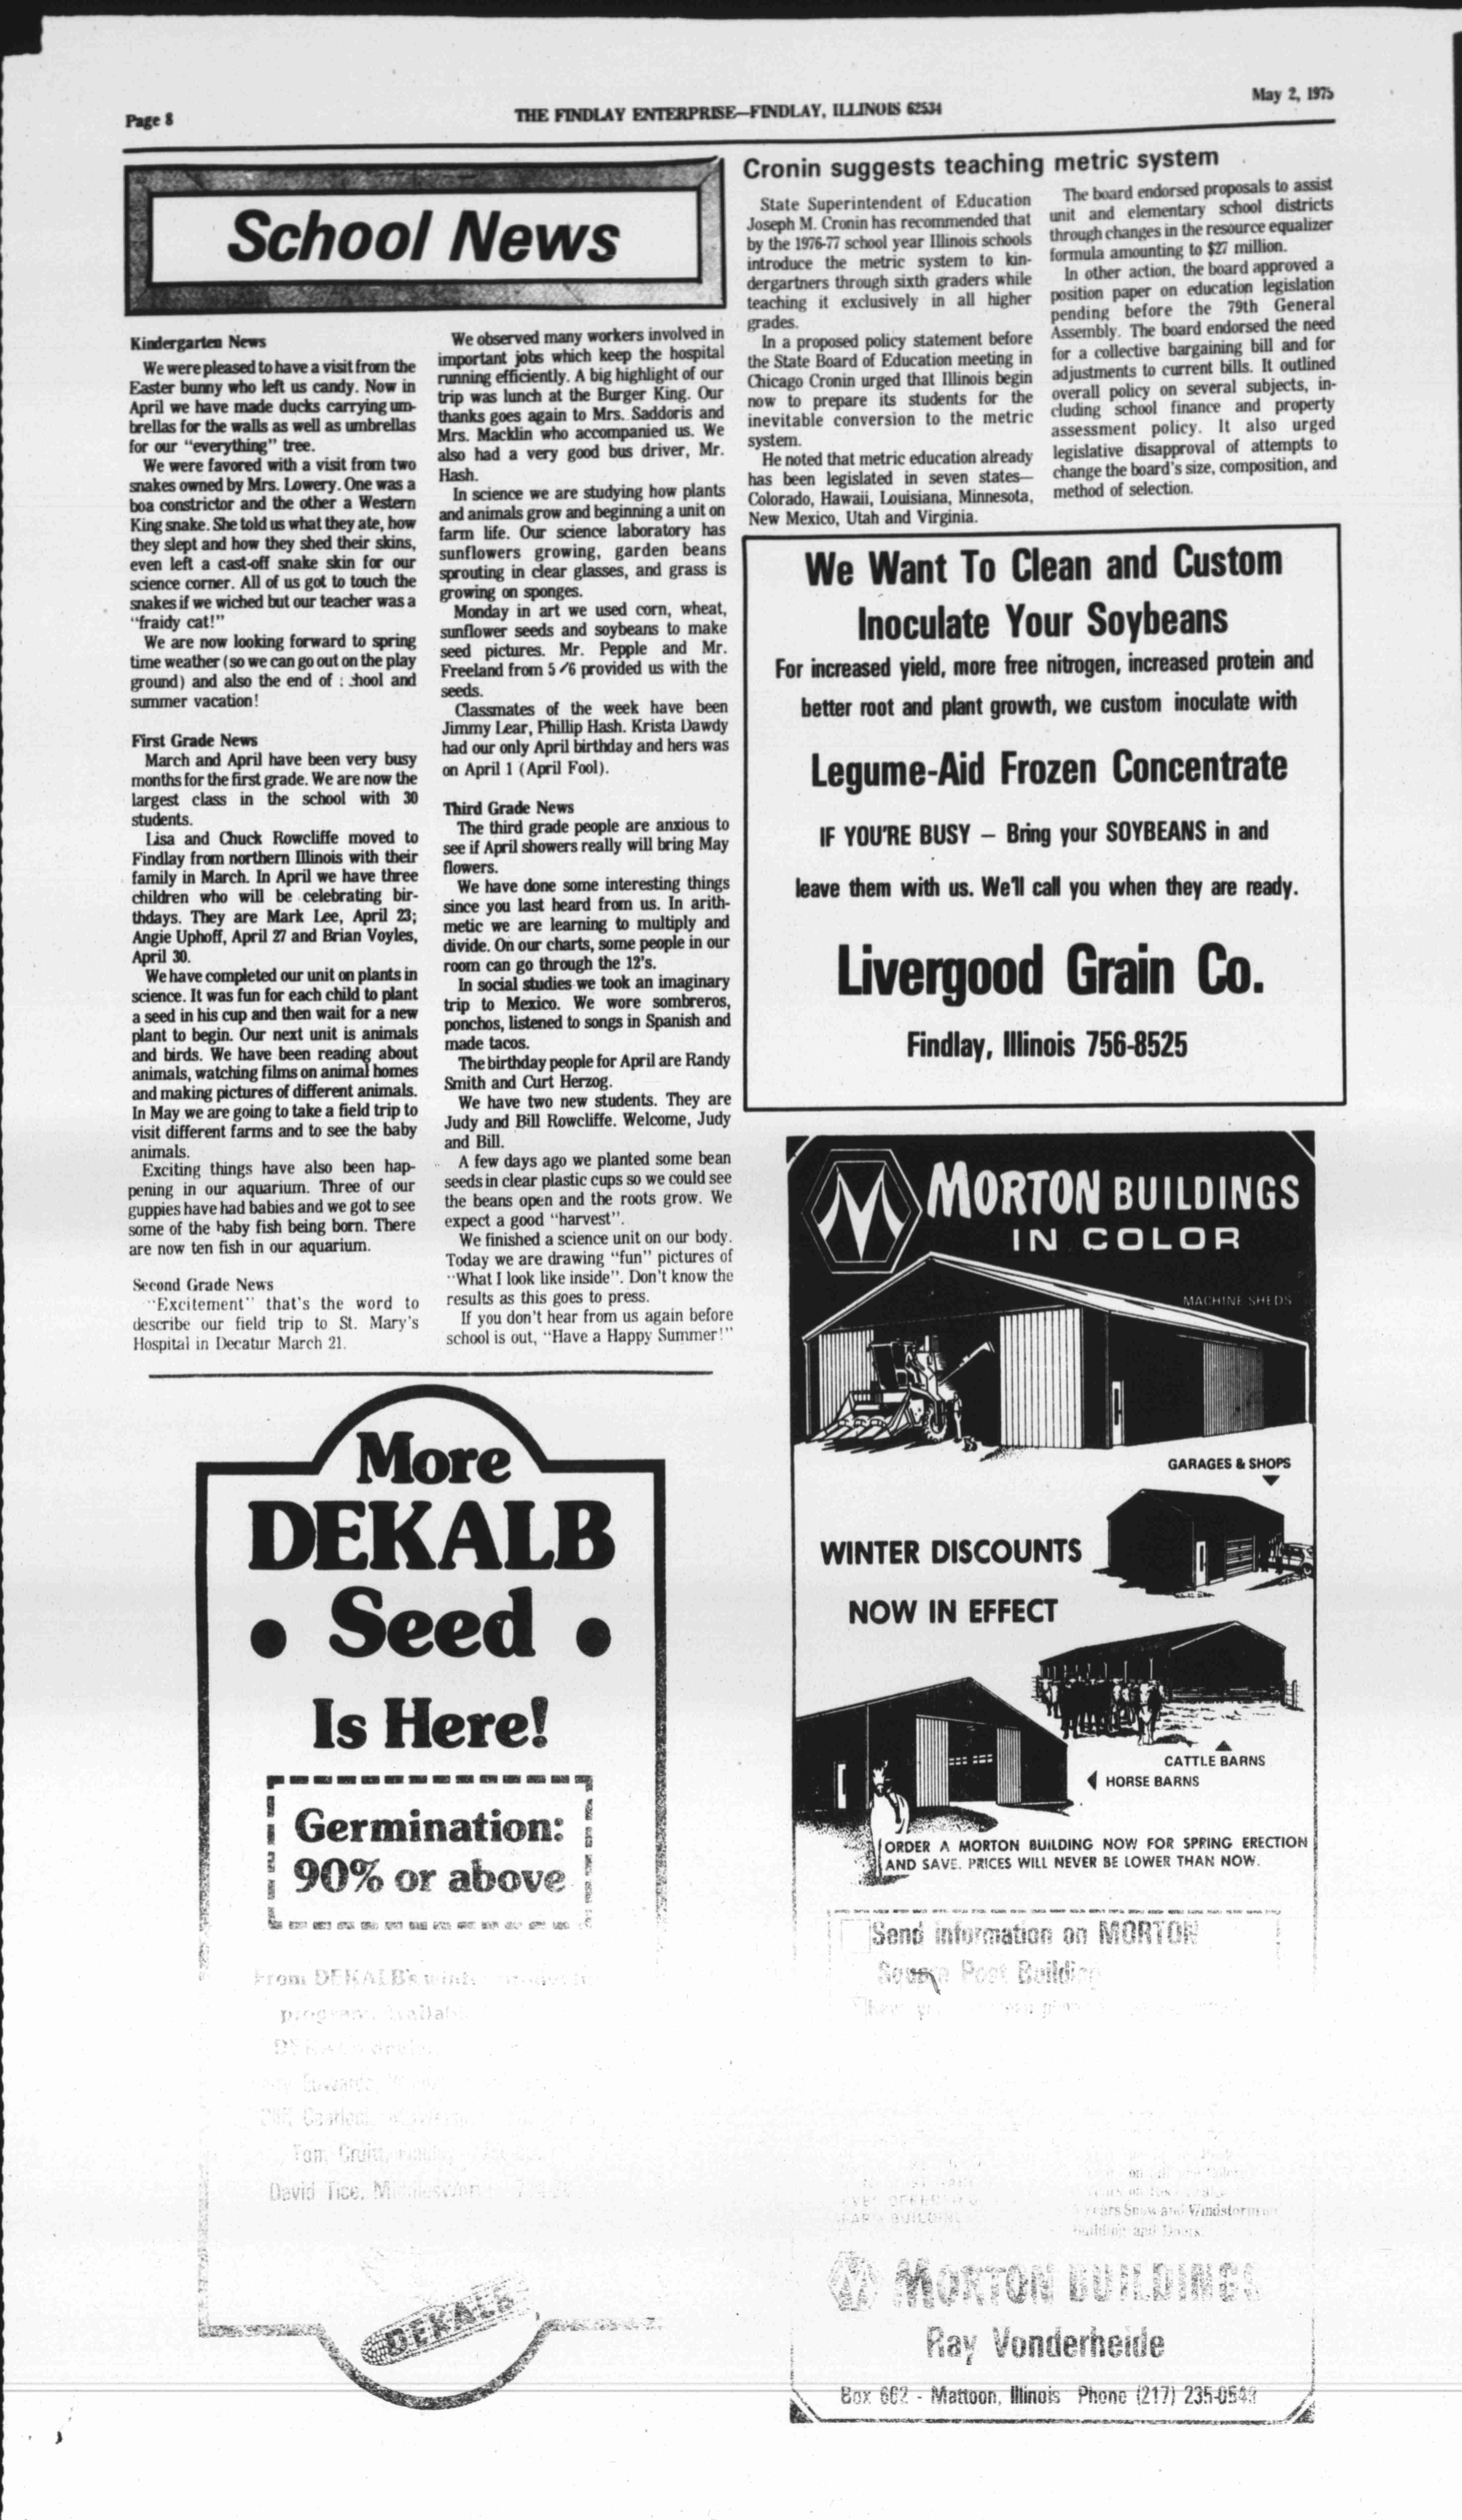 Page 8
THE FINDLAY ENTERPRISE—FINDLAY, ILLINOIS 62534
May 2, 1975
School News
Kindergarten News
We were pleased to have a visit from the
Easter bunny who left us candy. Now in
April we have made ducks carrying um-
brellas for the walls as well as umbrellas
for our "everything" tree.
We were favored with a visit from two
snakes owned by Mrs. Lowery. One was a
boa constrictor and the other a Western
King snake. She told us what they ate, how
they slept and how they shed their skins,
even left a cast-off snake skin for our
science corner. All of us got to touch the
snakes if we wiched but our teacher was a
"fraidy cat!"
We are now looking forward to spring
time weather (so we can go out on the play
ground) and also the end of : :hool and
summer vacation!
First Grade News
March and April have been very busy
months for the first grade. We are now the
largest class in the school with 30
students.
Lisa and Chuck Rowcliffe moved to
Findlay from northern Illinois with their
family in March. In April we have three
children who will be celebrating bir-
thdays. They are Mark Lee, April 23;
Angie Uphoff, April 27 and Brian Voyles,
April 30.
We have completed our unit on plants in
science. It was fun for each child to plant
a seed in his cup and then wait for a new
plant to begin. Our next unit is animals
and birds. We have been reading about
animals, watching films on animal homes
and making pictures of different animals.
In May we are going to take a field trip to
visit different farms and to see the baby
animals.
Exciting things have also been hap-
pening in our aquarium. Three of our
guppies have had babies and we got to see
some of the baby fish being born. There
are now ten fish in our aquarium.
Second Grade News
"Excitement" that's the word to
describe our field trip to St. Mary's
Hospital in Decatur March 21.
We observed many workers involved in
important jobs which keep the hospital
running efficiently. A big highlight of our
trip was lunch at the Burger King. Our
thanks goes again to Mrs. Saddoris and
Mrs. Macklin who accompanied us. We
also had a very good bus driver, Mr.
Hash.
In science we are studying how plants
and animals grow and beginning a unit on
farm life. Our science laboratory has
sunflowers growing, garden beans
sprouting in clear glasses, and grass is
growing on sponges.
Monday in art we used corn, wheat,
sunflower seeds and soybeans to make
seed pictures. Mr. Pepple and Mr.
Freeland from 5/6 provided us with the
seeds.
Classmates of the week have been
Jimmy Lear, Phillip Hash. Krista Dawdy
had our only April birthday and hers was
on April 1 (April Fool).
Third Grade News
The third grade people are anxious to
see if April showers really will bring May
flowers.
We have done some interesting things
since you last heard from us. In arith-
metic we are learning to multiply and
divide. On our charts, some people in our
room can go through the 12's.
In social studies we took an imaginary
trip to Mexico. We wore sombreros,
ponchos, listened to songs in Spanish and
made tacos.
The birthday people for April are Randy
Smith and Curt Herzog.
We have two new students. They are
Judy and Bill Rowcliffe. Welcome, Judy
and Bill.
A few days ago we planted some bean
seeds in clear plastic cups so we could see
the beans open and the roots grow. We
expect a good "harvest".
We finished a science unit on our body.
Today we are drawing "fun" pictures of
"What I look like inside". Don't know the
results as this goes to press.
If you don't hear from us again before
school is out, "Have a Happy Summer!"
Cronin suggests teaching metric system
State Superintendent of Education
Joseph M. Cronin has recommended that
by the 1976-77 school year Illinois schools
introduce the metric system to kin-
dergartners through sixth graders while
teaching it exclusively in all higher
grades.
In a proposed policy statement before
the State Board of Education meeting in
Chicago Cronin urged that Illinois begin
now to prepare its students for the
inevitable conversion to the metric
system.
He noted that metric education already
has been legislated in seven states—
Colorado, Hawaii, Louisiana, Minnesota,
New Mexico, Utah and Virginia.
The board endorsed proposals to assist
unit and elementary school districts
through changes in the resource equalizer
formula amounting to $27 million.
In other action, the board approved a
position paper on education legislation
pending before the 79th General
Assembly. The board endorsed the need
for a collective bargaining bill and for
adjustments to current bills. It outlined
overall policy on several subjects, in-
cluding school finance and property
assessment policy. It also urged
legislative disapproval of attempts to
change the board's size, composition, and
method of selection.
We Want To Clean and Custom
Inoculate Your Soybeans
For increased yield, more free nitrogen, increased protein and
better root and plant growth, we custom inoculate with
Legume-Aid Frozen Concentrate
IF YOU'RE BUSY — Bring your SOYBEANS in and
leave them with us. We'll call you when they are ready.
Livergood Grain Co.
Findlay, Illinois 756-8525
More
DEKALB
• Seed •
Is Here!
Germination:
90% or above
From DEKALB's
program.
David Tice,
DEKALB
MORTON BUILDINGS
IN COLOR
MACHINE SHEDS
GARAGES & SHOPS
WINTER DISCOUNTS
NOW IN EFFECT
CATTLE BARNS
HORSE BARNS
ORDER A MORTON BUILDING NOW FOR SPRING ERECTION
AND SAVE. PRICES WILL NEVER BE LOWER THAN NOW.
Send information on MORTON
Square Post Building
Snow and Windstorm on
Building and Doors.
MORTON BUILDINGS
Ray Vonderheide
Box 662 - Mattoon, Illinois Phone (217) 235-0543